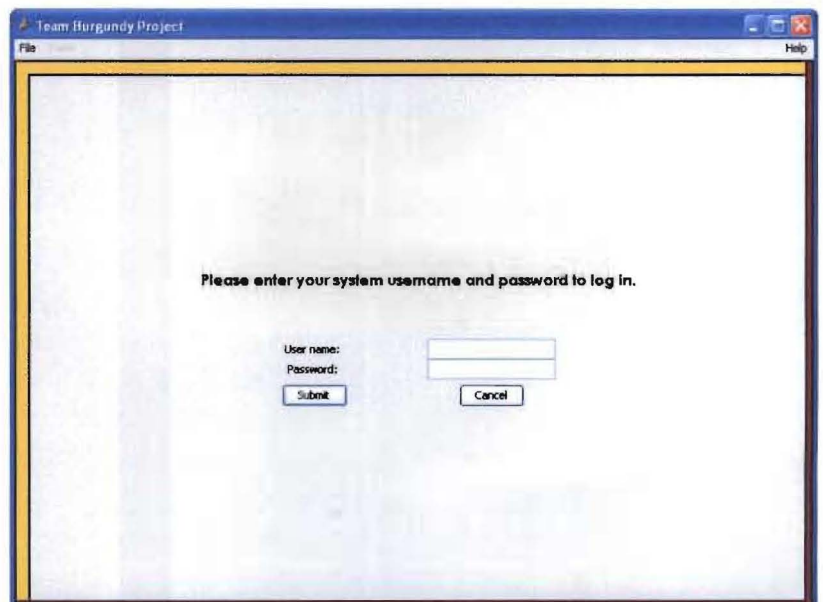 Team Burgundy Project
File
Help
Please enter your system username and password to log in.
User name:
Password:
Submit
Cancel